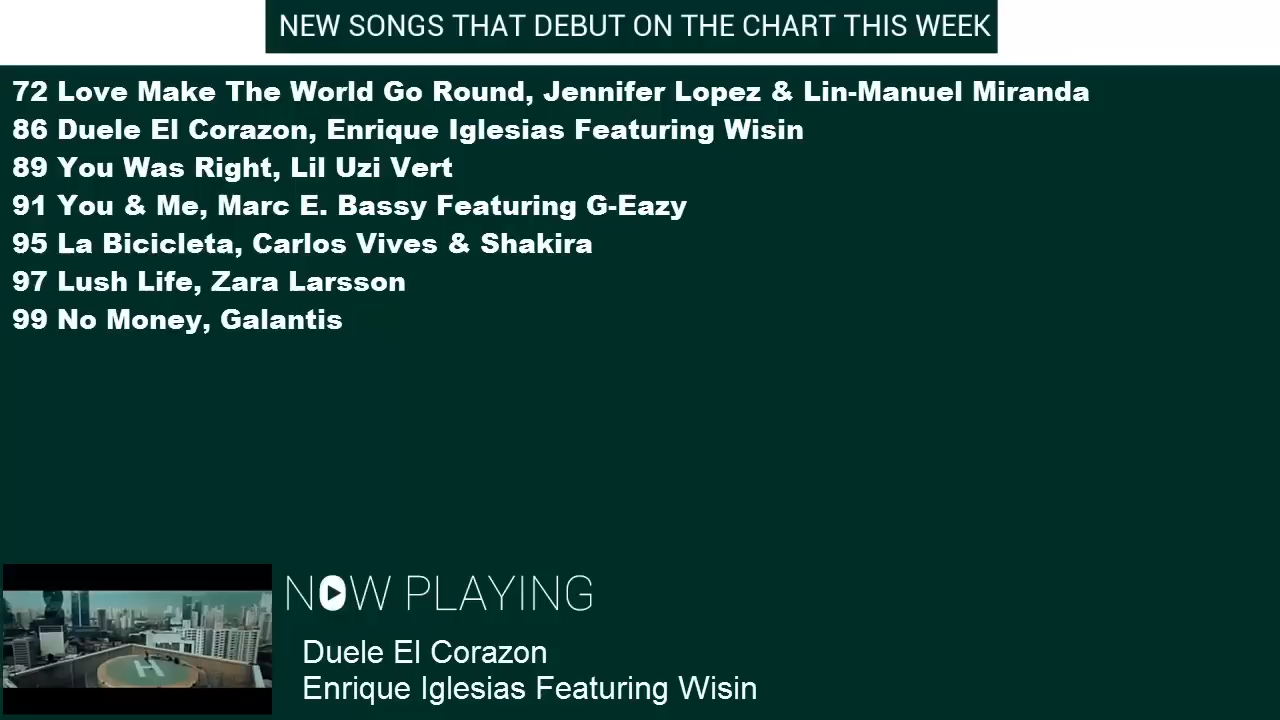 NEW SONGS THAT DEBUT ON THE CHART THIS WEEK
72 Love Make The World Go Round, Jennifer Lopez & Lin-Manuel Miranda
86 Duele El Corazon, Enrique Iglesias Featuring Wisin
89 You Was Right, Lil Uzi Vert
91 You & Me, Marc E. Bassy Featuring G-Eazy
95 La Bicicleta, Carlos Vives & Shakira
97 Lush Life, Zara Larsson
99 No Money, Galantis
NOW PLAYING
H
Duele El Corazon
Enrique Iglesias Featuring Wisin